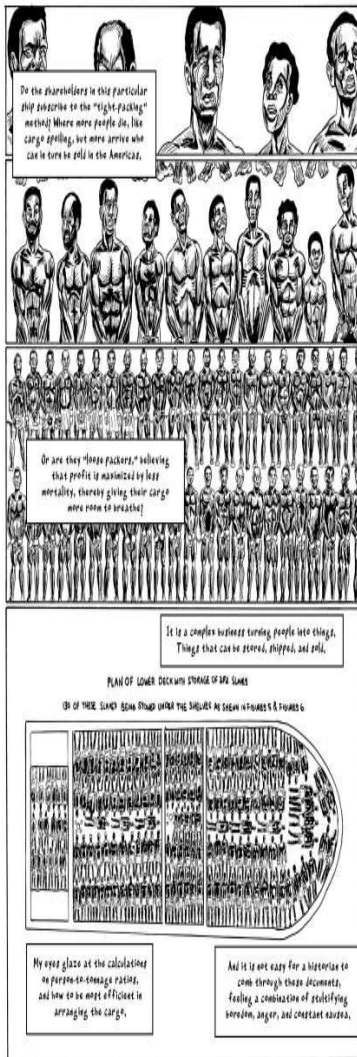 Do the shareholders in this particular
ship subscribe to the "tight-packing"
method? Where more people die, like
cargo spoiling, but more arrive who
can in turn be sold in the Americas.
Or are they "loose packers," believing
that profit is maximized by less
mortality, thereby giving their cargo
more room to breathe?
It is a complex business turning people into things.
Things that can be stored, shipped, and sold.
PLAN OF LOWER DECK WITH STORAGE OF 292 SLAVES
130 OF THESE SLAVES BEING STOWED UNDER THE SHELVES AS SHEWN IN FIGURES 5 & FIGURES 6
My eyes glaze at the calculations
on person-to-tonnage ratios,
and how to be most efficient in
arranging the cargo.
And it is not easy for a historian to
comb through these documents,
feeling a combination of stultifying
boredom, anger, and constant nausea.